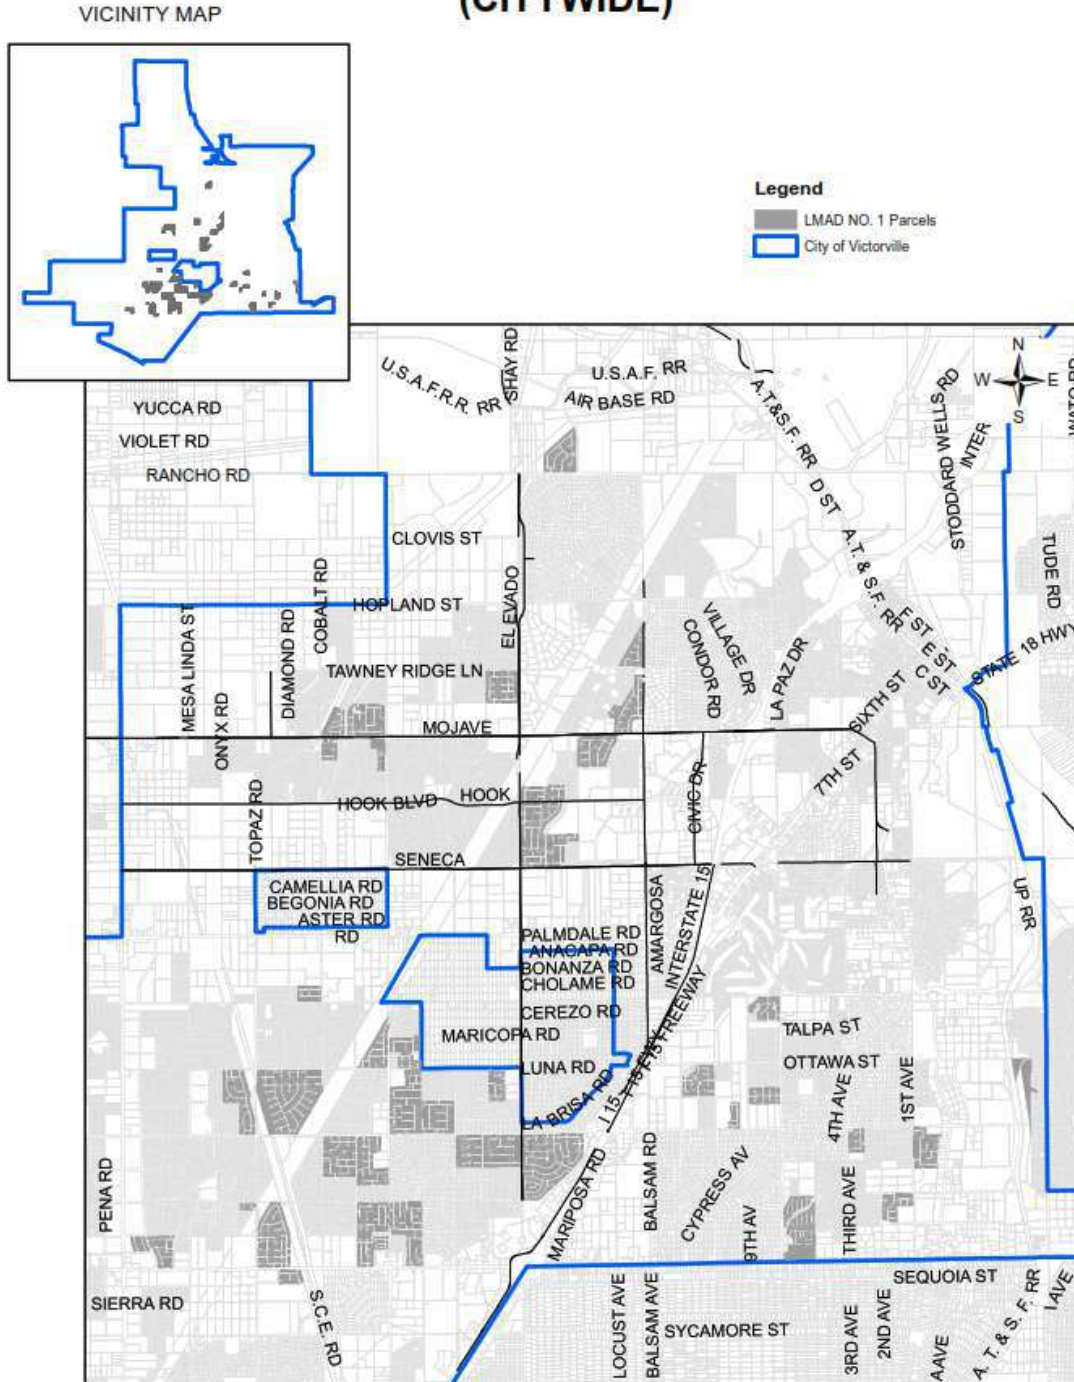 (CITYWIDE)
VICINITY MAP
Legend
LMAD NO. 1 Parcels
City of Victorville
N
W
E
S
U.S.A.F.R.R. RR
SHAY RD
U.S.A.F. RR
AIR BASE RD
A.T.&S.F. RR
D ST
STODDARD WELLS RD
INTER
YUCCA RD
VIOLET RD
RANCHO RD
CLOVIS ST
A.T. & S.F. RR
TUDE RD
COBALT RD
HOPLAND ST
EL EVADO
MESA LINDA ST
DIAMOND RD
ONYX RD
TAWNEY RIDGE LN
VILLAGE DR
CONDOR RD
LA PAZ DR
F ST
E ST
C ST
STATE 18 HWY
SIXTH ST
MOJAVE
7TH ST
CIVIC DR
TOPAZ RD
HOOK BLVD
HOOK
SENECA
CAMELLIA RD
BEGONIA RD
ASTER RD
RD
PALMDALE RD
ANACAPA RD
BONANZA RD
CHOLAME RD
AMARGOSA
INTERSTATE 15
UP RR
CEREZO RD
MARICOPA RD
LUNA RD
LA BRISA RD
I 15
I-15 FWY
I-15 FREEWAY
TALPA ST
OTTAWA ST
4TH AVE
1ST AVE
PENA RD
MARIPOSA RD
BALSAM RD
CYPRESS AV
9TH AV
THIRD AVE
SIERRA RD
S.C.E. RD
LOCUST AVE
BALSAM AVE
SYCAMORE ST
SEQUOIA ST
3RD AVE
2ND AVE
A AVE
A. T. & S. F. RR
I AVE